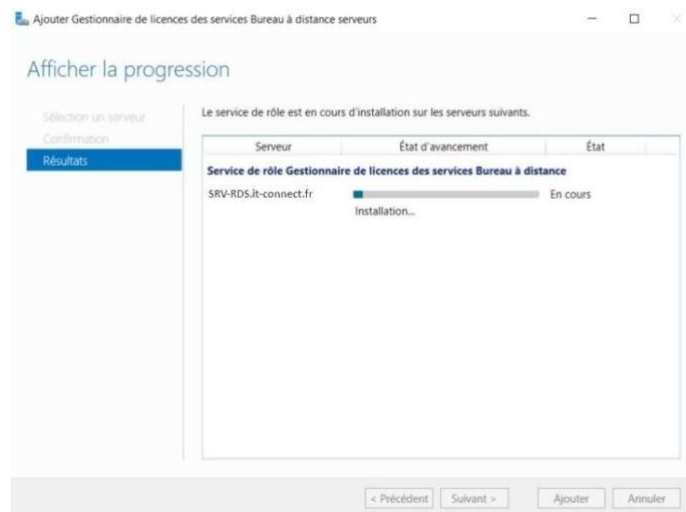 Ajouter Gestionnaire de licences des services Bureau à distance serveurs
Afficher la progression
Sélection un serveur
Confirmation
Résultats
Le service de rôle est en cours d'installation sur les serveurs suivants.
Serveur État d'avancement État
Service de rôle Gestionnaire de licences des services Bureau à distance
SRV-RDS.it-connect.fr En cours
Installation...
< Précédent Suivant > Ajouter Annuler